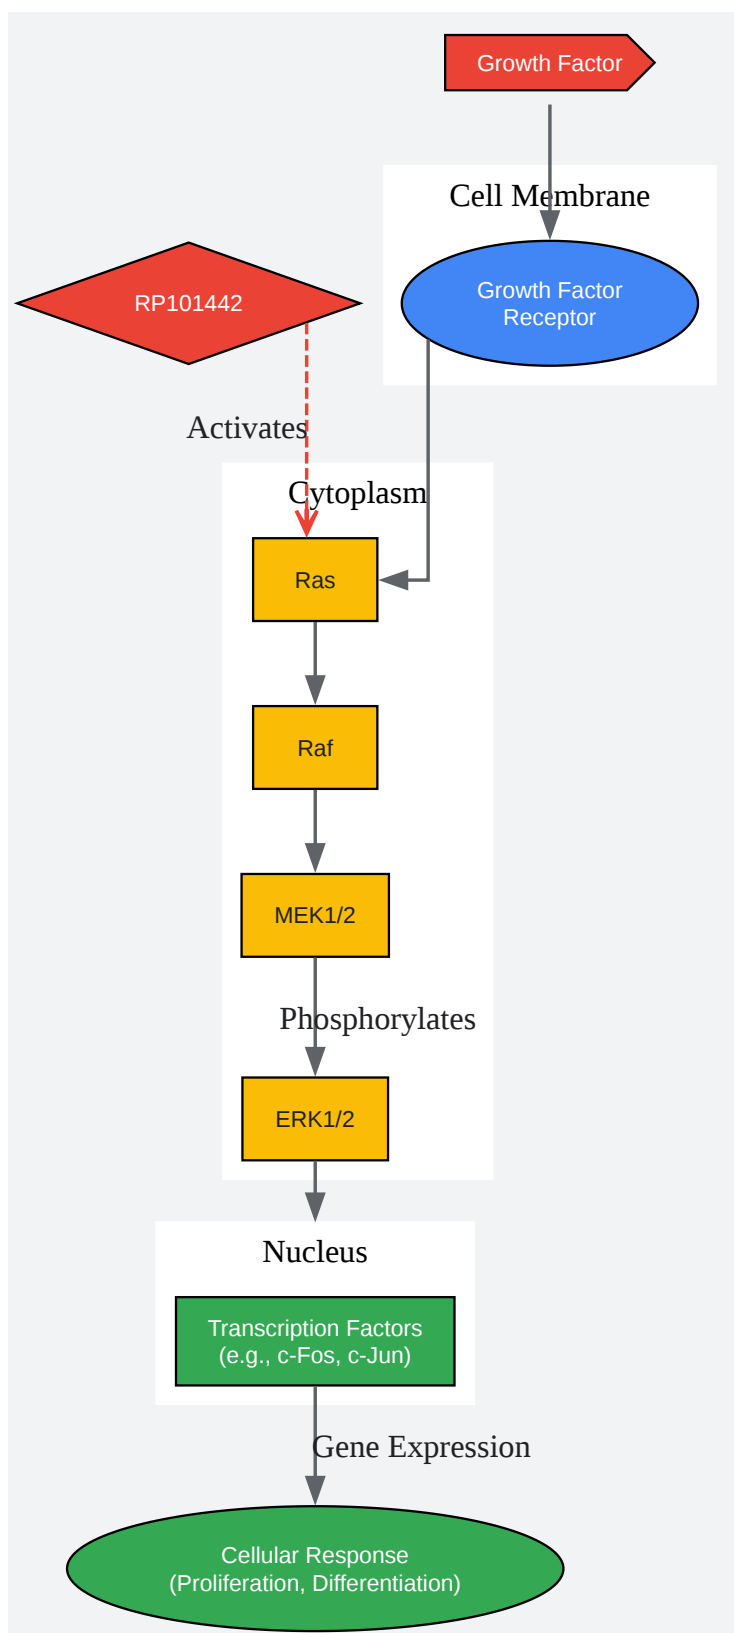 Growth Factor
Cell Membrane
RP101442
Growth Factor
Receptor
Activates
Cytoplasm
Ras
Raf
MEK1/2
Phosphorylates
ERK1/2
Nucleus
Transcription Factors
(e.g., c-Fos, c-Jun)
Gene Expression
Cellular Response
(Proliferation, Differentiation)